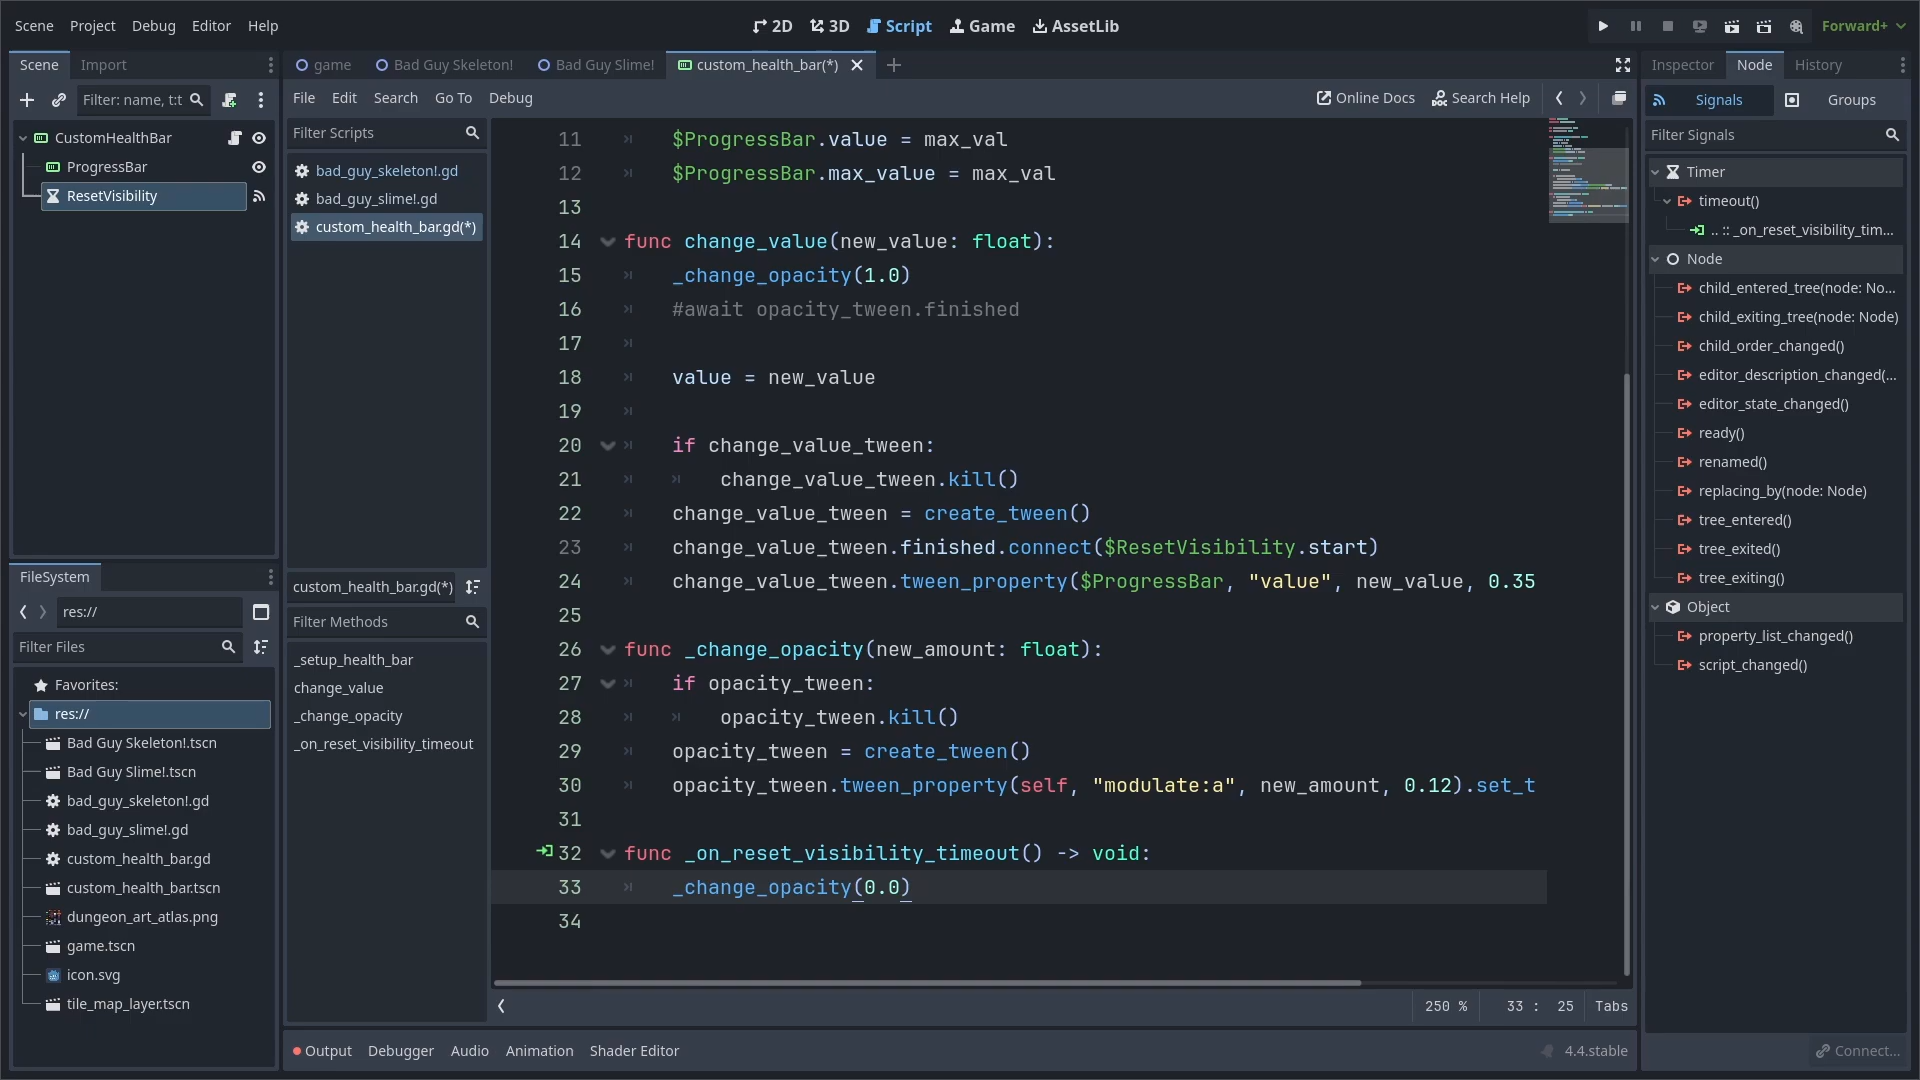 Scene Project Debug Editor Help
2D 3D Script Game AssetLib
Forward+
Scene Import
Filter: name, t:t
CustomHealthBar
ProgressBar
ResetVisibility
FileSystem
res://
Filter Files
Favorites:
res://
Bad Guy Skeleton!.tscn
Bad Guy Slime!.tscn
bad_guy_skeleton!.gd
bad_guy_slime!.gd
custom_health_bar.gd
custom_health_bar.tscn
dungeon_art_atlas.png
game.tscn
icon.svg
tile_map_layer.tscn
game Bad Guy Skeleton! Bad Guy Slime! custom_health_bar(*)
File Edit Search Go To Debug
Online Docs Search Help
Filter Scripts
bad_guy_skeleton!.gd
bad_guy_slime!.gd
custom_health_bar.gd(*)
custom_health_bar.gd(*)
Filter Methods
_setup_health_bar
change_value
_change_opacity
_on_reset_visibility_timeout
11 $ProgressBar.value = max_val
12 $ProgressBar.max_value = max_val
13
14 func change_value(new_value: float):
15 _change_opacity(1.0)
16 #await opacity_tween.finished
17
18 value = new_value
19
20 if change_value_tween:
21 change_value_tween.kill()
22 change_value_tween = create_tween()
23 change_value_tween.finished.connect($ResetVisibility.start)
24 change_value_tween.tween_property($ProgressBar, "value", new_value, 0.35
25
26 func _change_opacity(new_amount: float):
27 if opacity_tween:
28 opacity_tween.kill()
29 opacity_tween = create_tween()
30 opacity_tween.tween_property(self, "modulate:a", new_amount, 0.12).set_t
31
32 func _on_reset_visibility_timeout() -> void:
33 _change_opacity(0.0)
34
250 % 33 : 25 Tabs
Output Debugger Audio Animation Shader Editor
4.4.stable
Inspector Node History
Signals Groups
Filter Signals
Timer
timeout()
.. :: _on_reset_visibility_tim...
Node
child_entered_tree(node: No...
child_exiting_tree(node: Node)
child_order_changed()
editor_description_changed(...
editor_state_changed()
ready()
renamed()
replacing_by(node: Node)
tree_entered()
tree_exited()
tree_exiting()
Object
property_list_changed()
script_changed()
Connect...